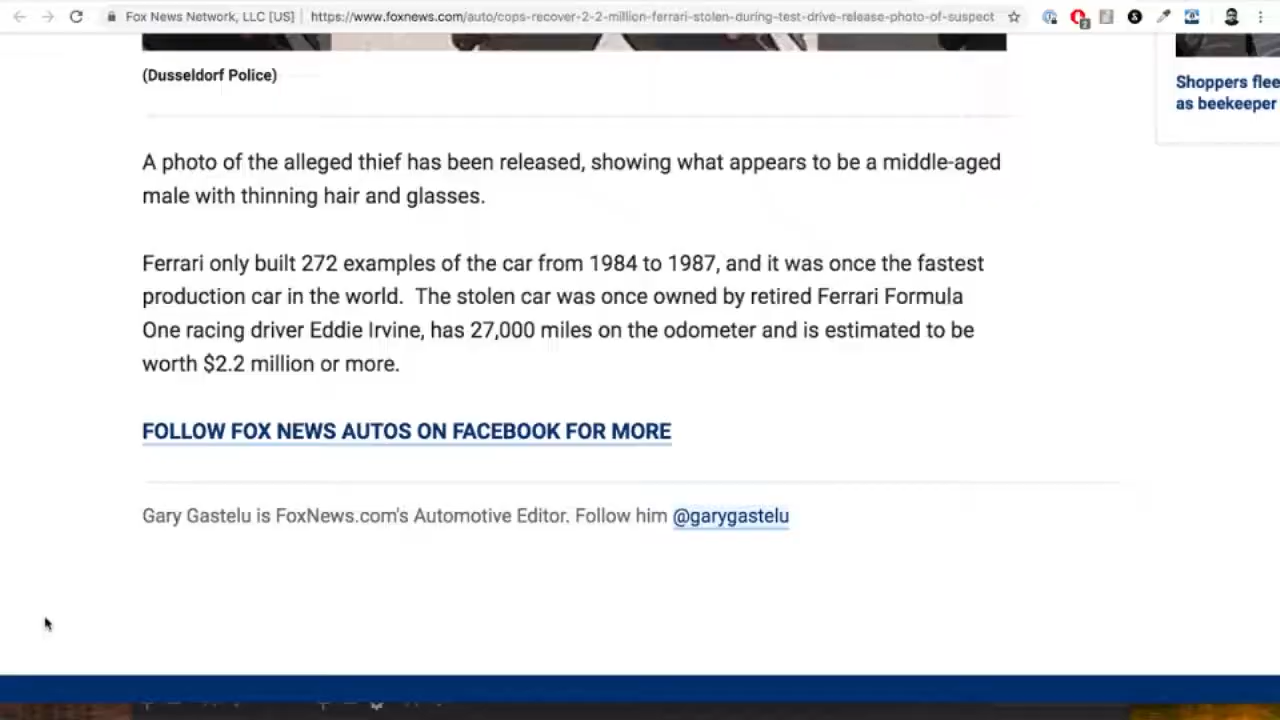 Fox News Network, LLC [US] | https://www.foxnews.com/auto/cops-recover-2-2-million-ferrari-stolen-during-test-drive-release-photo-of-suspect
(Dusseldorf Police)
Shoppers flee
as beekeeper
A photo of the alleged thief has been released, showing what appears to be a middle-aged
male with thinning hair and glasses.
Ferrari only built 272 examples of the car from 1984 to 1987, and it was once the fastest
production car in the world.  The stolen car was once owned by retired Ferrari Formula
One racing driver Eddie Irvine, has 27,000 miles on the odometer and is estimated to be
worth $2.2 million or more.
FOLLOW FOX NEWS AUTOS ON FACEBOOK FOR MORE
Gary Gastelu is FoxNews.com's Automotive Editor. Follow him @garygastelu